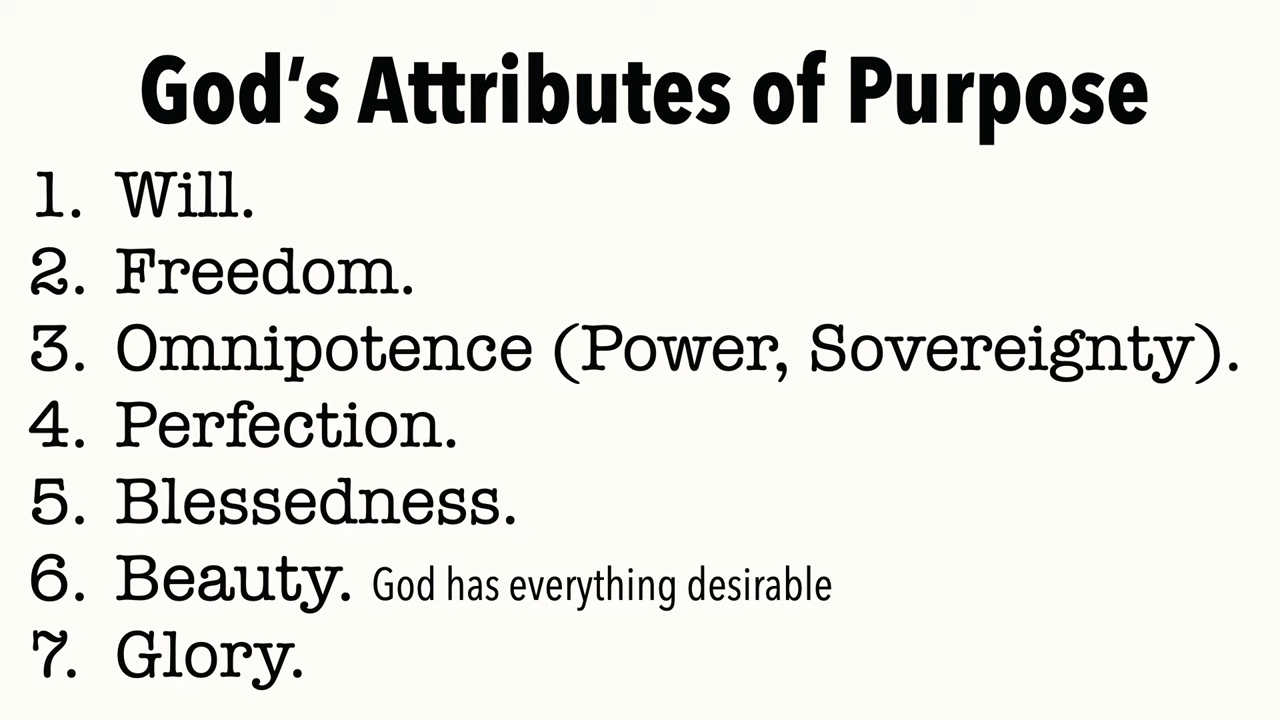 God’s Attributes of Purpose
1. Will.
2. Freedom.
3. Omnipotence (Power, Sovereignty).
4. Perfection.
5. Blessedness.
6. Beauty. God has everything desirable
7. Glory.